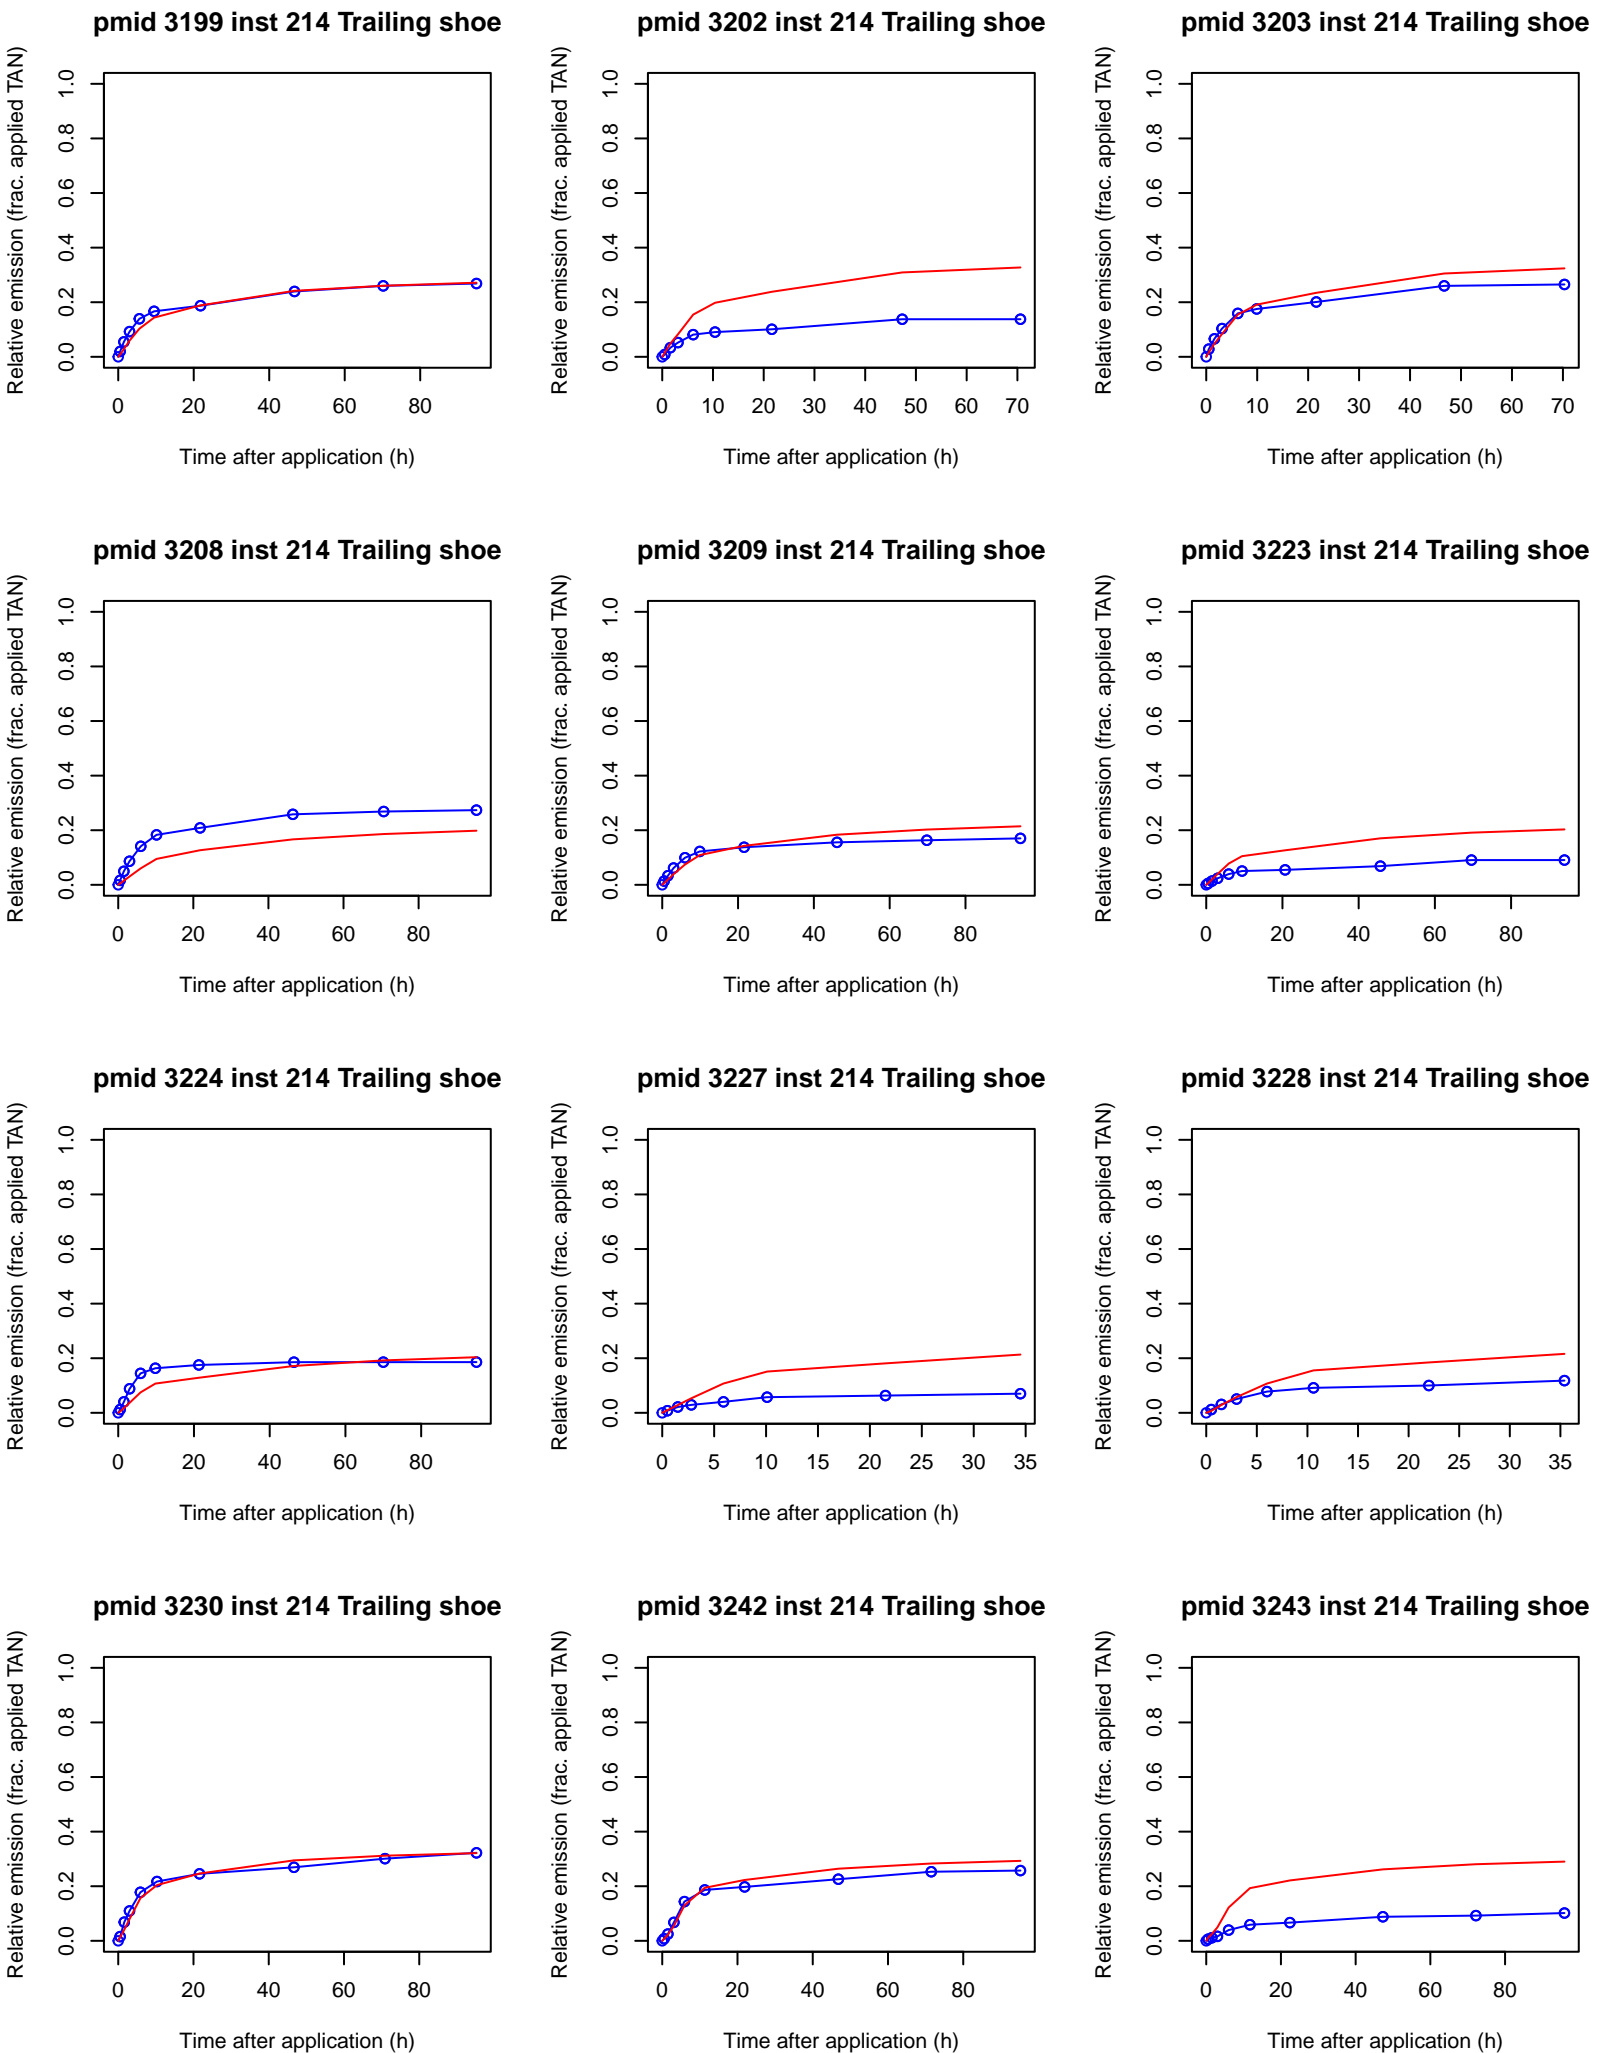 pmid 3199 inst 214 Trailing shoe
Relative emission (frac. applied TAN)
1.0
0.8
0.6
0.4
0.2
0.0
0 20 40 60 80
Time after application (h)
pmid 3202 inst 214 Trailing shoe
Relative emission (frac. applied TAN)
1.0
0.8
0.6
0.4
0.2
0.0
0 10 20 30 40 50 60 70
Time after application (h)
pmid 3203 inst 214 Trailing shoe
Relative emission (frac. applied TAN)
1.0
0.8
0.6
0.4
0.2
0.0
0 10 20 30 40 50 60 70
Time after application (h)
pmid 3208 inst 214 Trailing shoe
Relative emission (frac. applied TAN)
1.0
0.8
0.6
0.4
0.2
0.0
0 20 40 60 80
Time after application (h)
pmid 3209 inst 214 Trailing shoe
Relative emission (frac. applied TAN)
1.0
0.8
0.6
0.4
0.2
0.0
0 20 40 60 80
Time after application (h)
pmid 3223 inst 214 Trailing shoe
Relative emission (frac. applied TAN)
1.0
0.8
0.6
0.4
0.2
0.0
0 20 40 60 80
Time after application (h)
pmid 3224 inst 214 Trailing shoe
Relative emission (frac. applied TAN)
1.0
0.8
0.6
0.4
0.2
0.0
0 20 40 60 80
Time after application (h)
pmid 3227 inst 214 Trailing shoe
Relative emission (frac. applied TAN)
1.0
0.8
0.6
0.4
0.2
0.0
0 5 10 15 20 25 30 35
Time after application (h)
pmid 3228 inst 214 Trailing shoe
Relative emission (frac. applied TAN)
1.0
0.8
0.6
0.4
0.2
0.0
0 5 10 15 20 25 30 35
Time after application (h)
pmid 3230 inst 214 Trailing shoe
Relative emission (frac. applied TAN)
1.0
0.8
0.6
0.4
0.2
0.0
0 20 40 60 80
Time after application (h)
pmid 3242 inst 214 Trailing shoe
Relative emission (frac. applied TAN)
1.0
0.8
0.6
0.4
0.2
0.0
0 20 40 60 80
Time after application (h)
pmid 3243 inst 214 Trailing shoe
Relative emission (frac. applied TAN)
1.0
0.8
0.6
0.4
0.2
0.0
0 20 40 60 80
Time after application (h)